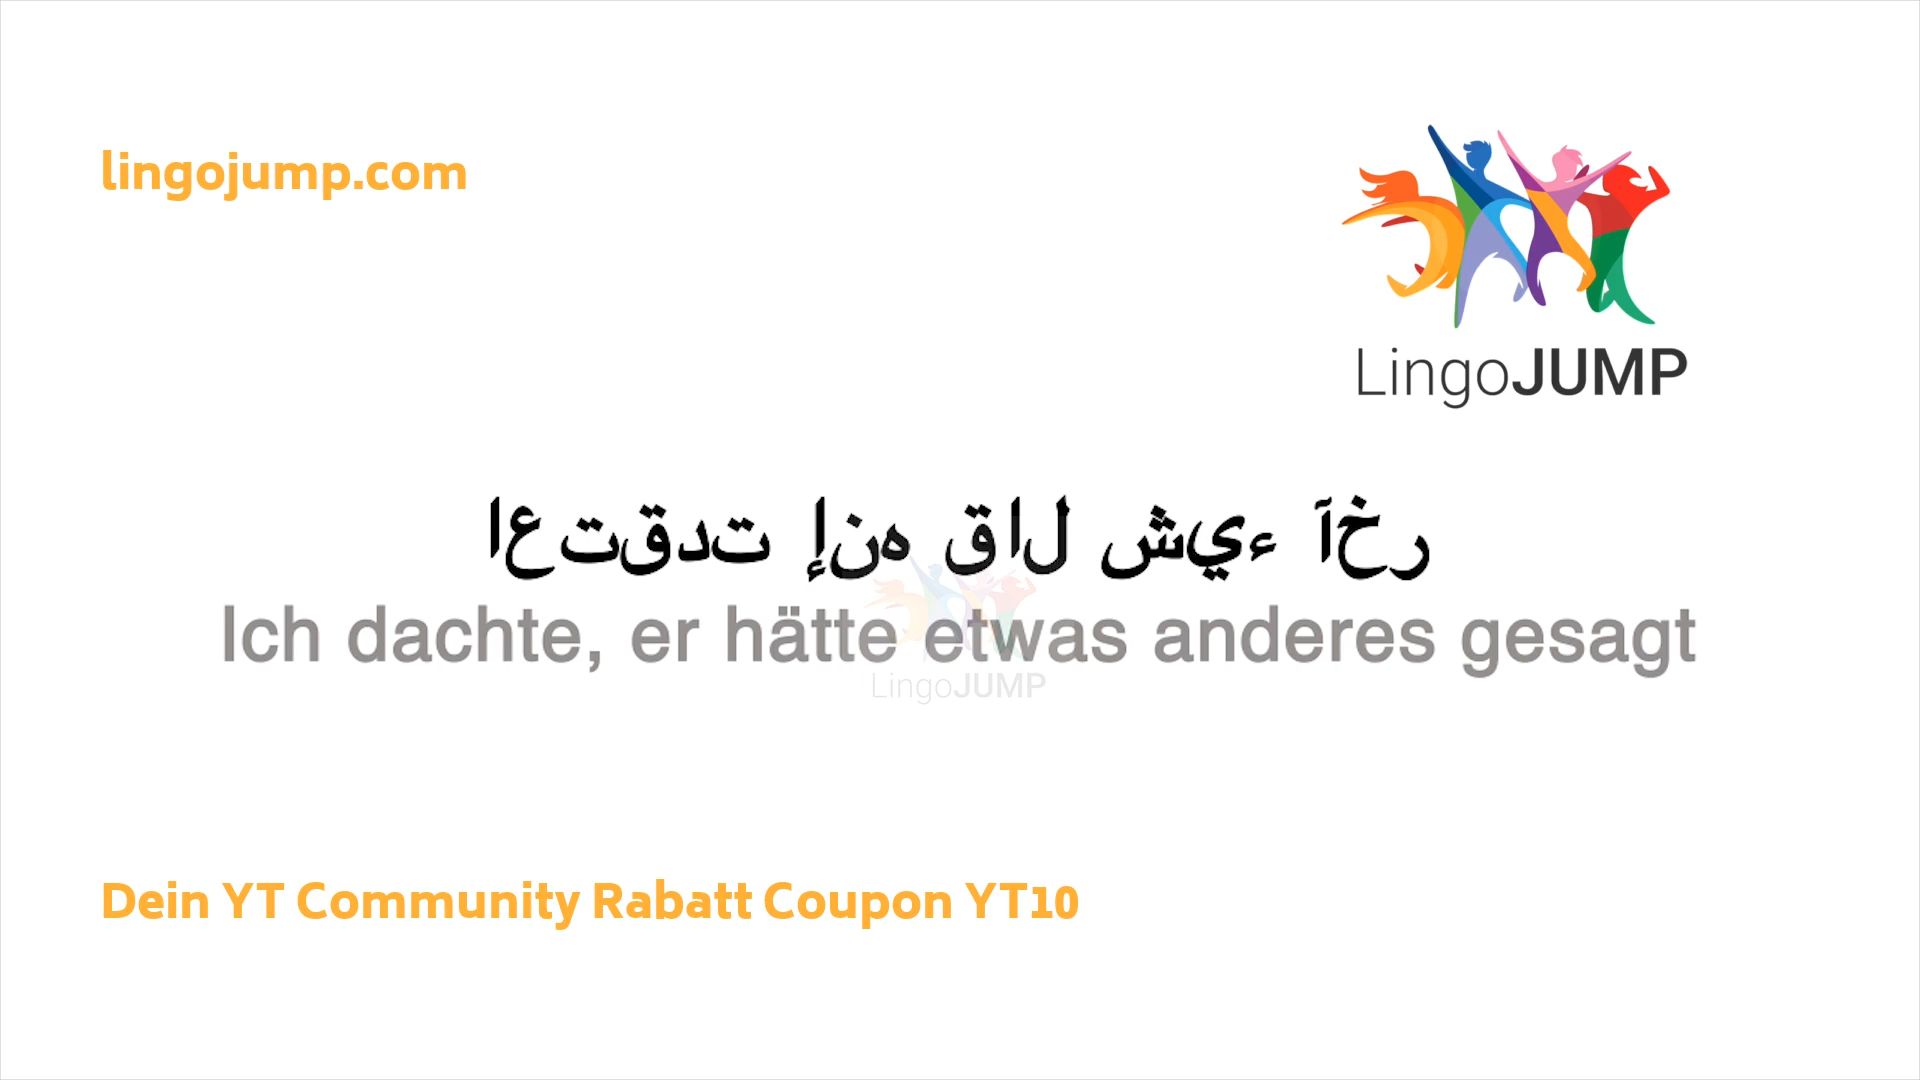 lingojump.com
LingoJUMP
اعتقدت إنه قال شيء آخر
Ich dachte, er hätte etwas anderes gesagt
LingoJUMP
Dein YT Community Rabatt Coupon YT10